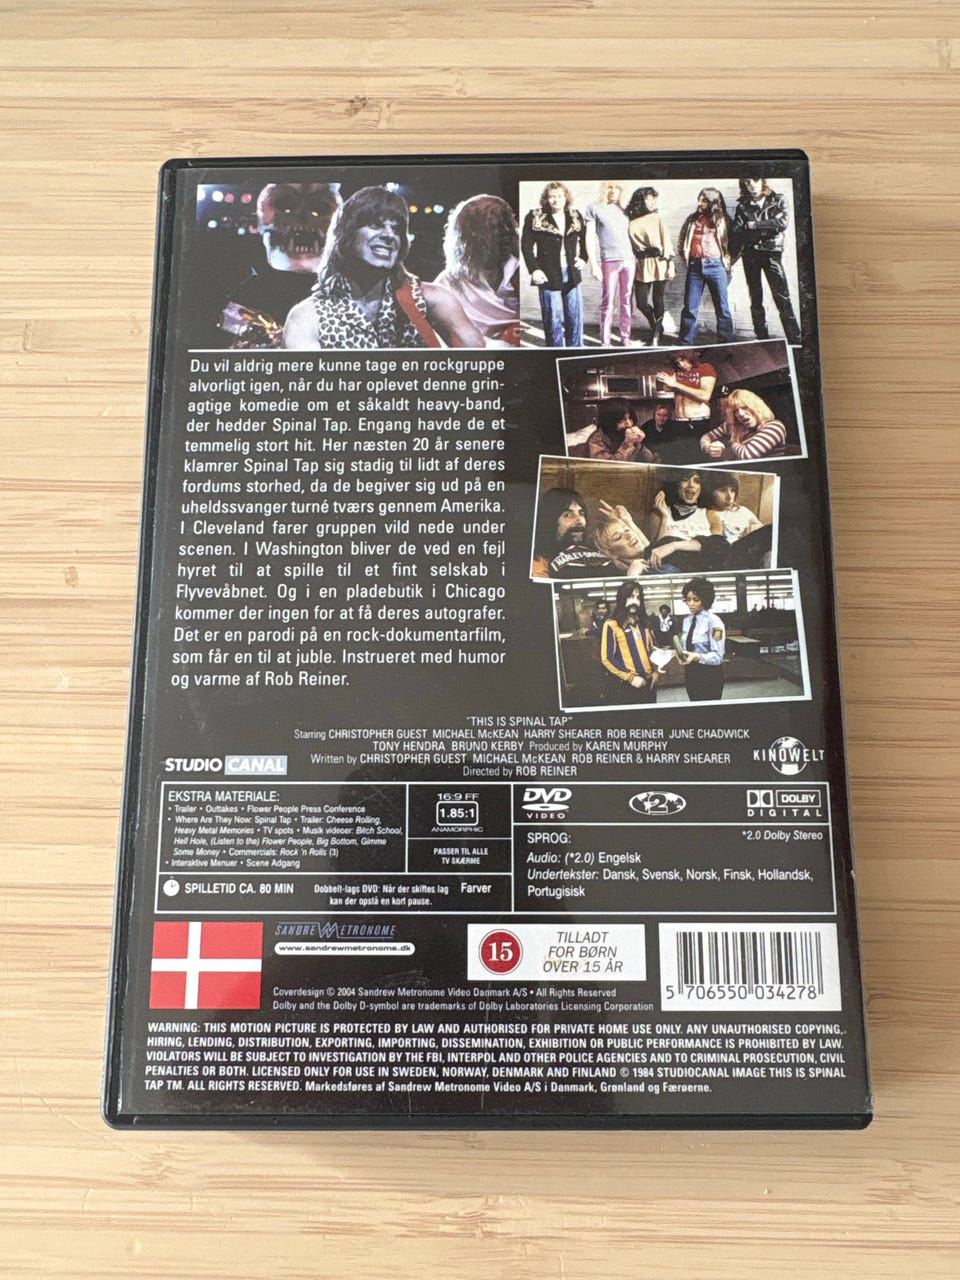 Du vil aldrig mere kunne tage en rockgruppe
alvorligt igen, når du har oplevet denne grin-
agtige komedie om et såkaldt heavy-band,
der hedder Spinal Tap. Engang havde de et
temmelig stort hit. Her næsten 20 år senere
klamrer Spinal Tap sig stadig til lidt af deres
fordums storhed, da de begiver sig ud på en
uheldssvanger turné tværs gennem Amerika.
I Cleveland farer gruppen vild nede under
scenen. I Washington bliver de ved en fejl
hyret til at spille til et fint selskab i
Flyvevåbnet. Og i en pladebutik i Chicago
kommer der ingen for at få deres autografer.
Det er en parodi på en rock-dokumentarfilm,
som får en til at juble. Instrueret med humor
og varme af Rob Reiner.
HARLEY-DAVID
"THIS IS SPINAL TAP"
Starring CHRISTOPHER GUEST MICHAEL McKEAN HARRY SHEARER ROB REINER JUNE CHADWICK
TONY HENDRA BRUNO KERBY Produced by KAREN MURPHY
Written by CHRISTOPHER GUEST MICHAEL McKEAN ROB REINER & HARRY SHEARER
Directed by ROB REINER
STUDIO CANAL
KINOWELT
EKSTRA MATERIALE:
• Trailer • Outtakes • Flower People Press Conference
• Where Are They Now: Spinal Tap • Trailer: Cheese Rolling,
Heavy Metal Memories • TV spots • Musik videoer: Bitch School,
Hell Hole, (Listen to the) Flower People, Big Bottom, Gimme
Some Money • Commercials: Rock 'n Rolls (3)
• Interaktive Menuer • Scene Adgang
16:9 FF
1.85:1
ANAMORPHIC
PASSER TIL ALLE
TV SKÆRME
DVD
VIDEO
2
DOLBY
DIGITAL
SPROG:
*2.0 Dolby Stereo
Audio: (*2.0) Engelsk
Undertekster: Dansk, Svensk, Norsk, Finsk, Hollandsk,
Portugisisk
SPILLETID CA. 80 MIN
Dobbelt-lags DVD: Når der skiftes lag
kan der opstå en kort pause.
Farver
SANDREW METRONOME
www.sandrewmetronome.dk
15
TILLADT
FOR BØRN
OVER 15 ÅR
5 706550 034278
Coverdesign © 2004 Sandrew Metronome Video Danmark A/S • All Rights Reserved
Dolby and the Dolby D-symbol are trademarks of Dolby Laboratories Licensing Corporation
WARNING: THIS MOTION PICTURE IS PROTECTED BY LAW AND AUTHORISED FOR PRIVATE HOME USE ONLY. ANY UNAUTHORISED COPYING,
HIRING, LENDING, DISTRIBUTION, EXPORTING, IMPORTING, DISSEMINATION, EXHIBITION OR PUBLIC PERFORMANCE IS PROHIBITED BY LAW.
VIOLATORS WILL BE SUBJECT TO INVESTIGATION BY THE FBI, INTERPOL AND OTHER POLICE AGENCIES AND TO CRIMINAL PROSECUTION, CIVIL
PENALTIES OR BOTH. LICENSED ONLY FOR USE IN SWEDEN, NORWAY, DENMARK AND FINLAND © 1984 STUDIOCANAL IMAGE THIS IS SPINAL
TAP TM. ALL RIGHTS RESERVED. Markedsføres af Sandrew Metronome Video A/S i Danmark, Grønland og Færøerne.